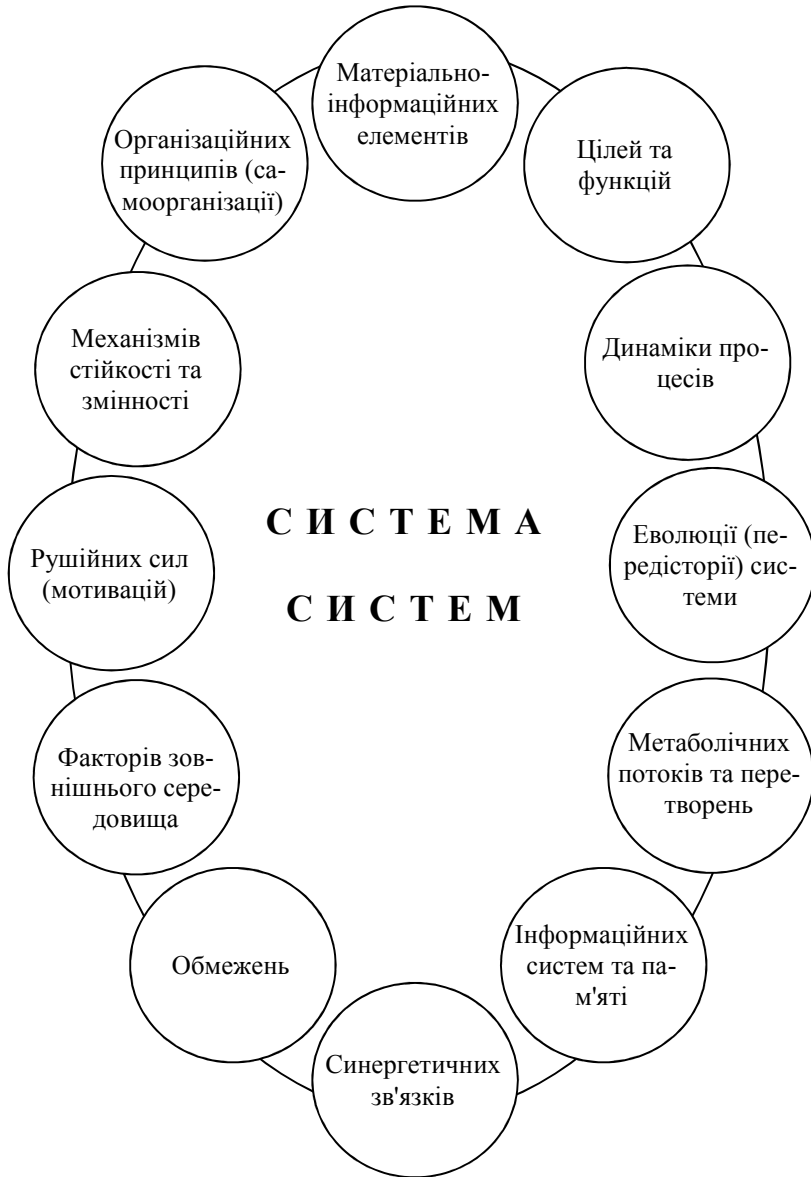 Матеріально-
інформаційних
елементів
Цілей та
функцій
Динаміки про-
цесів
Еволюції (пе-
редісторії) сис-
теми
Метаболічних
потоків та пере-
творень
Інформаційних
систем та па-
м'яті
Синергетичних
зв'язків
Обмежень
Факторів зов-
нішнього сере-
довища
Рушійних сил
(мотивацій)
Механізмів
стійкості та
змінності
Організаційних
принципів (са-
моорганізації)
С И С Т Е М А
С И С Т Е М